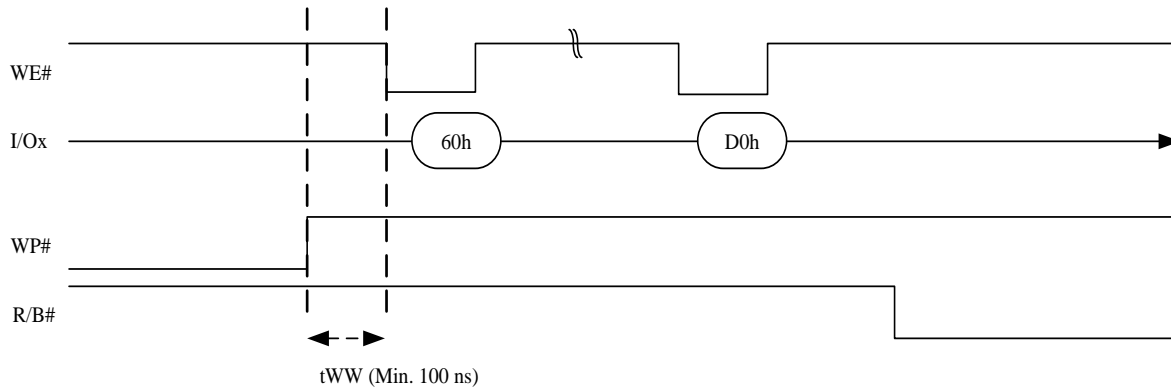 WE#
I/Ox
60h
D0h
WP#
R/B#
tWW (Min. 100 ns)